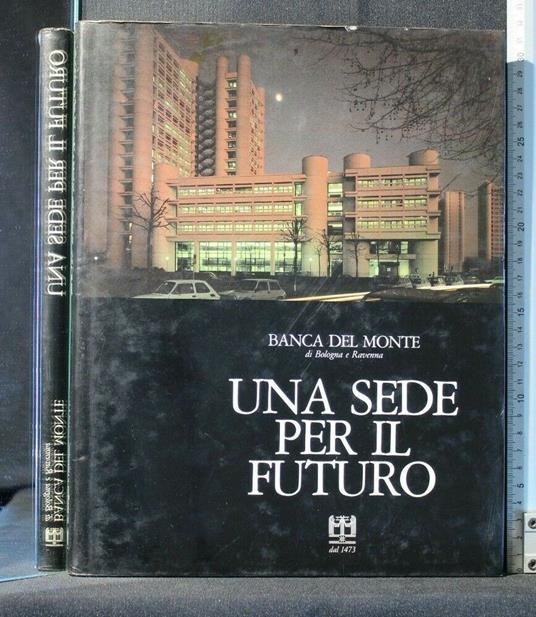 BANCA DEL MONTE
di Bologna e Ravenna
UNA SEDE
PER IL
FUTURO
dal 1473
UNA SEDE PER IL FUTURO
BANCA DEL MONTE
di Bologna e Ravenna